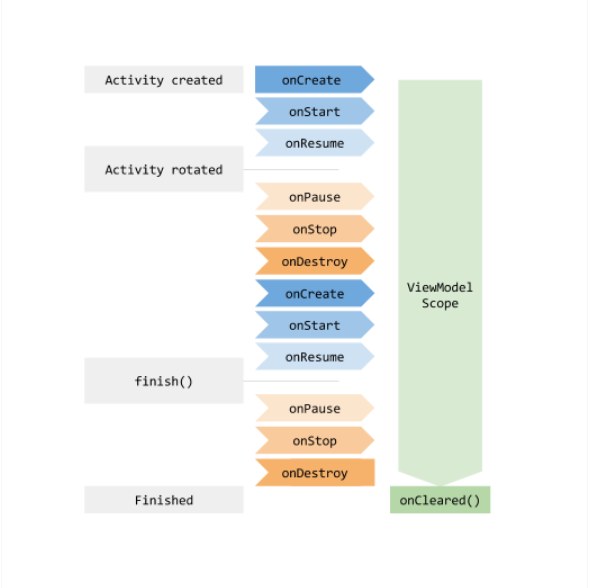 Activity created
onCreate
onStart
onResume
Activity rotated
onPause
onStop
onDestroy
onCreate
onStart
onResume
finish()
onPause
onStop
onDestroy
Finished
ViewModel
Scope
onCleared()